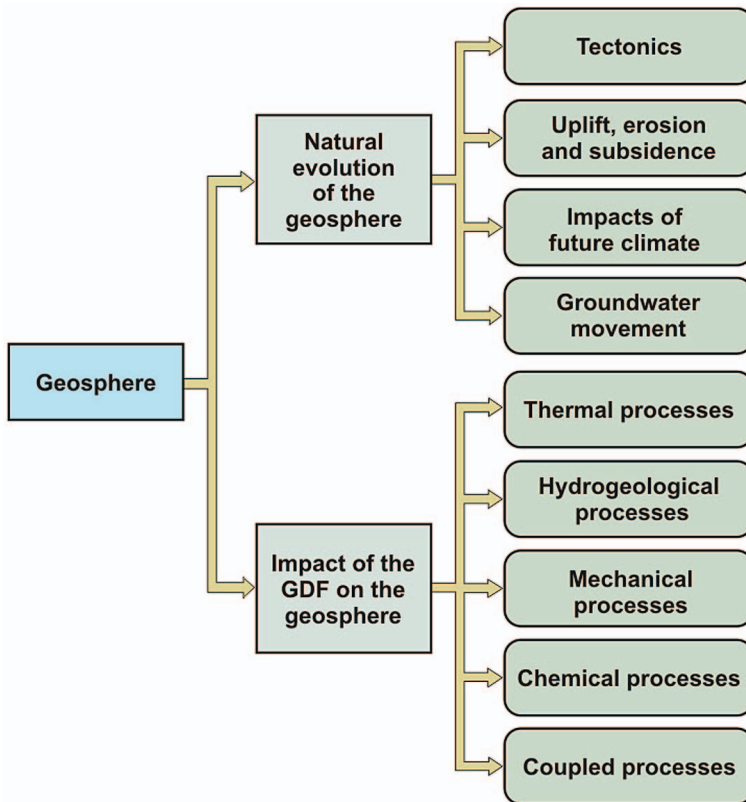 Tectonics
Natural
evolution
of the
geosphere
Uplift, erosion
and subsidence
Impacts of
future climate
Groundwater
movement
Geosphere
Thermal processes
Hydrogeological
processes
Impact of the
GDF on the
geosphere
Mechanical
processes
Chemical processes
Coupled processes